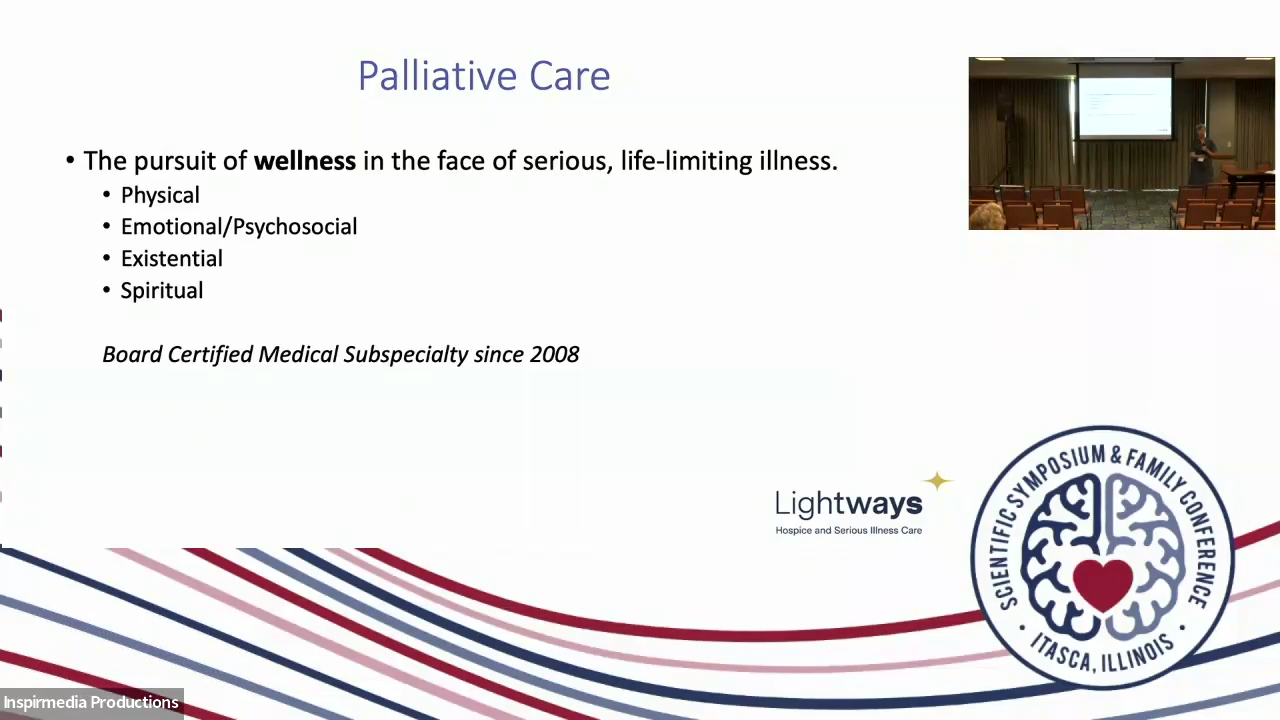 Palliative Care
• The pursuit of wellness in the face of serious, life-limiting illness.
• Physical
• Emotional/Psychosocial
• Existential
• Spiritual
Board Certified Medical Subspecialty since 2008
Lightways
Hospice and Serious Illness Care
SCIENTIFIC SYMPOSIUM & FAMILY CONFERENCE
• ITASCA, ILLINOIS •
Inspirmedia Productions